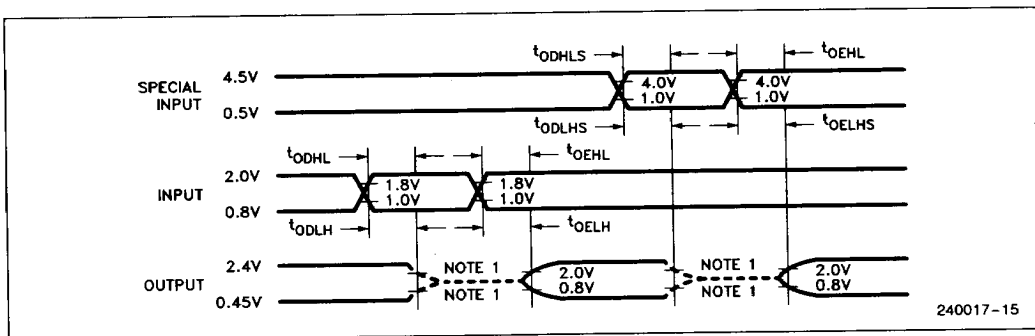 tODHLS
tOEHL
4.5V
SPECIAL
INPUT
0.5V
4.0V
1.0V
4.0V
1.0V
tODLHS
tOELHS
tODHL
tOEHL
2.0V
INPUT
0.8V
1.8V
1.0V
1.8V
1.0V
tODLH
tOELH
2.4V
OUTPUT
0.45V
NOTE 1
NOTE 1
2.0V
0.8V
NOTE 1
NOTE 1
2.0V
0.8V
240017-15